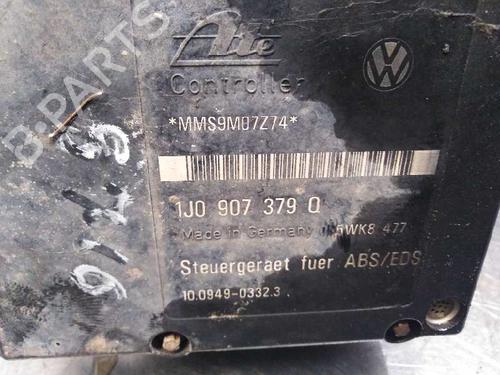 Ate
Controller
*MMS9M07Z74*
1J0 907 379 Q
Made in Germany 5WK8 477
Steuergeraet fuer ABS/EDS
10.0949-0332.3
B-PARTS